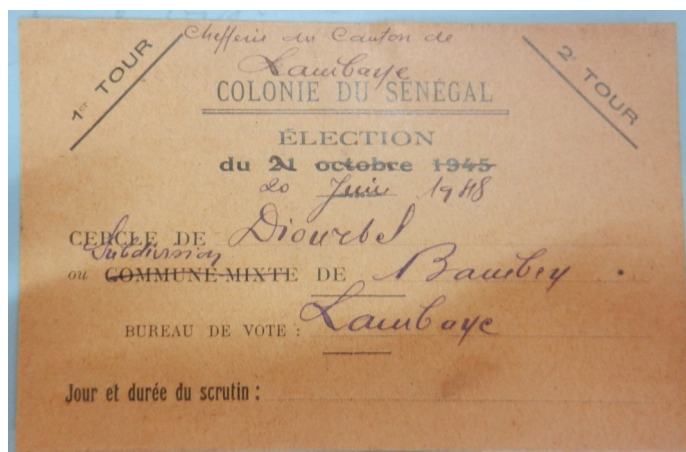 Chefferie du Canton de
Lambaye
1er TOUR
2e TOUR
COLONIE DU SÉNÉGAL
ÉLECTION
du 21 octobre 1945
20 Juin 1948
CERCLE DE Diourbel
Subdivision
ou COMMUNE-MIXTE DE Bambey
BUREAU DE VOTE : Lambaye
Jour et durée du scrutin :